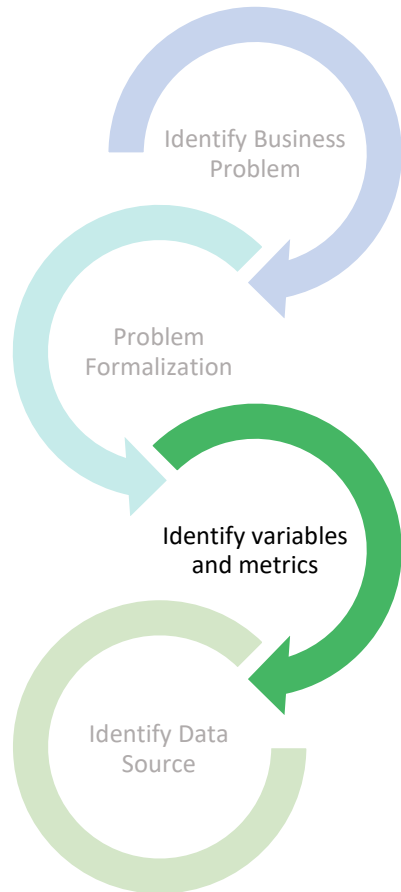 Identify Business
Problem
Problem
Formalization
Identify variables
and metrics
Identify Data
Source